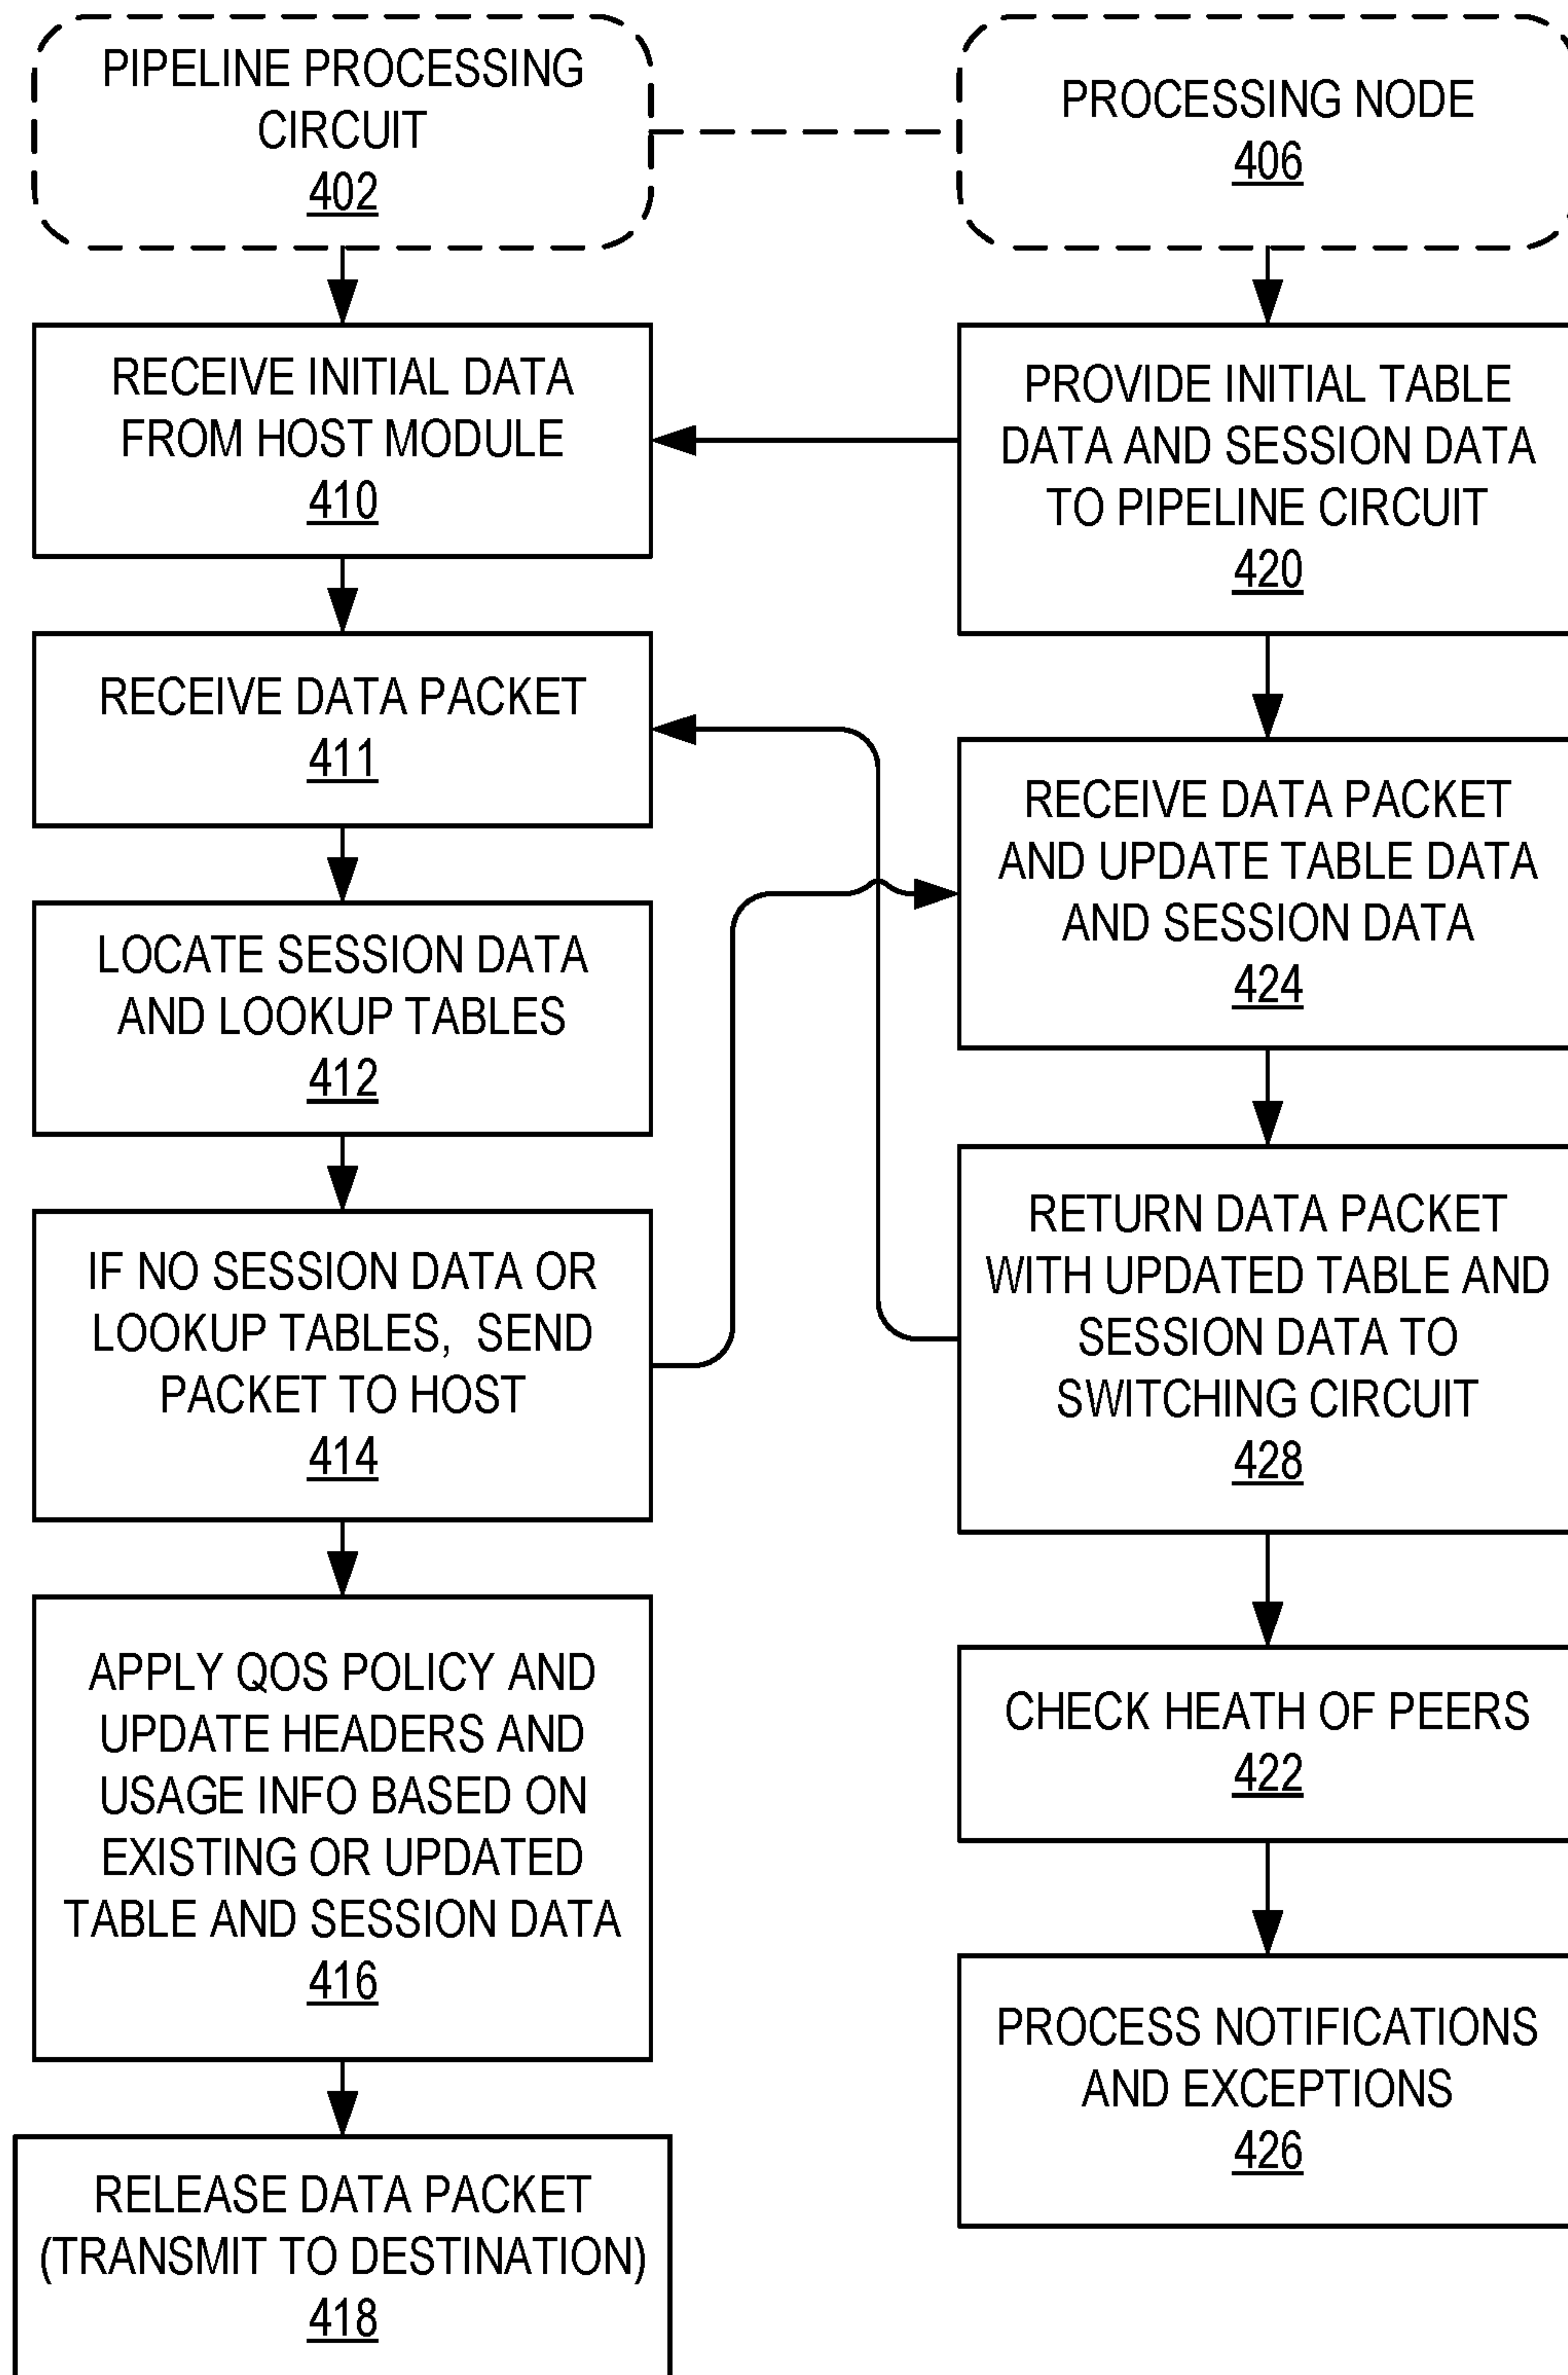 PIPELINE PROCESSING
CIRCUIT
402
RECEIVE INITIAL DATA
FROM HOST MODULE
410
RECEIVE DATA PACKET
411
LOCATE SESSION DATA
AND LOOKUP TABLES
412
IF NO SESSION DATA OR
LOOKUP TABLES, SEND
PACKET TO HOST
414
APPLY QOS POLICY AND
UPDATE HEADERS AND
USAGE INFO BASED ON
EXISTING OR UPDATED
TABLE AND SESSION DATA
416
RELEASE DATA PACKET
(TRANSMIT TO DESTINATION)
418
PROCESSING NODE
406
PROVIDE INITIAL TABLE
DATA AND SESSION DATA
TO PIPELINE CIRCUIT
420
RECEIVE DATA PACKET
AND UPDATE TABLE DATA
AND SESSION DATA
424
RETURN DATA PACKET
WITH UPDATED TABLE AND
SESSION DATA TO
SWITCHING CIRCUIT
428
CHECK HEATH OF PEERS
422
PROCESS NOTIFICATIONS
AND EXCEPTIONS
426